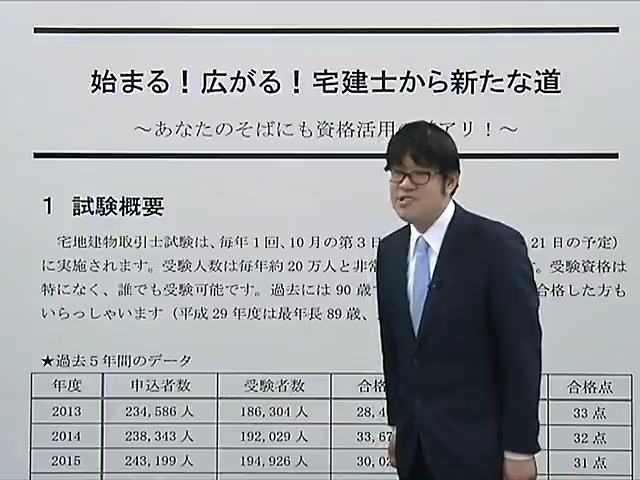 始まる！広がる！宅建士から新たな道
～あなたのそばにも資格活用の　アリ！～
1 試験概要
宅地建物取引士試験は、毎年1回、10月の第3日　21日の予定）
に実施されます。受験人数は毎年約20万人と非常　す。受験資格は
特になく、誰でも受験可能です。過去には90歳で　合格した方も
いらっしゃいます（平成29年度は最年長89歳、
★過去5年間のデータ
年度　申込者数　受験者数　合格　合格点
2013　234,586人　186,304人　28,4　33点
2014　238,343人　192,029人　33,67　32点
2015　243,199人　194,926人　30,02　31点